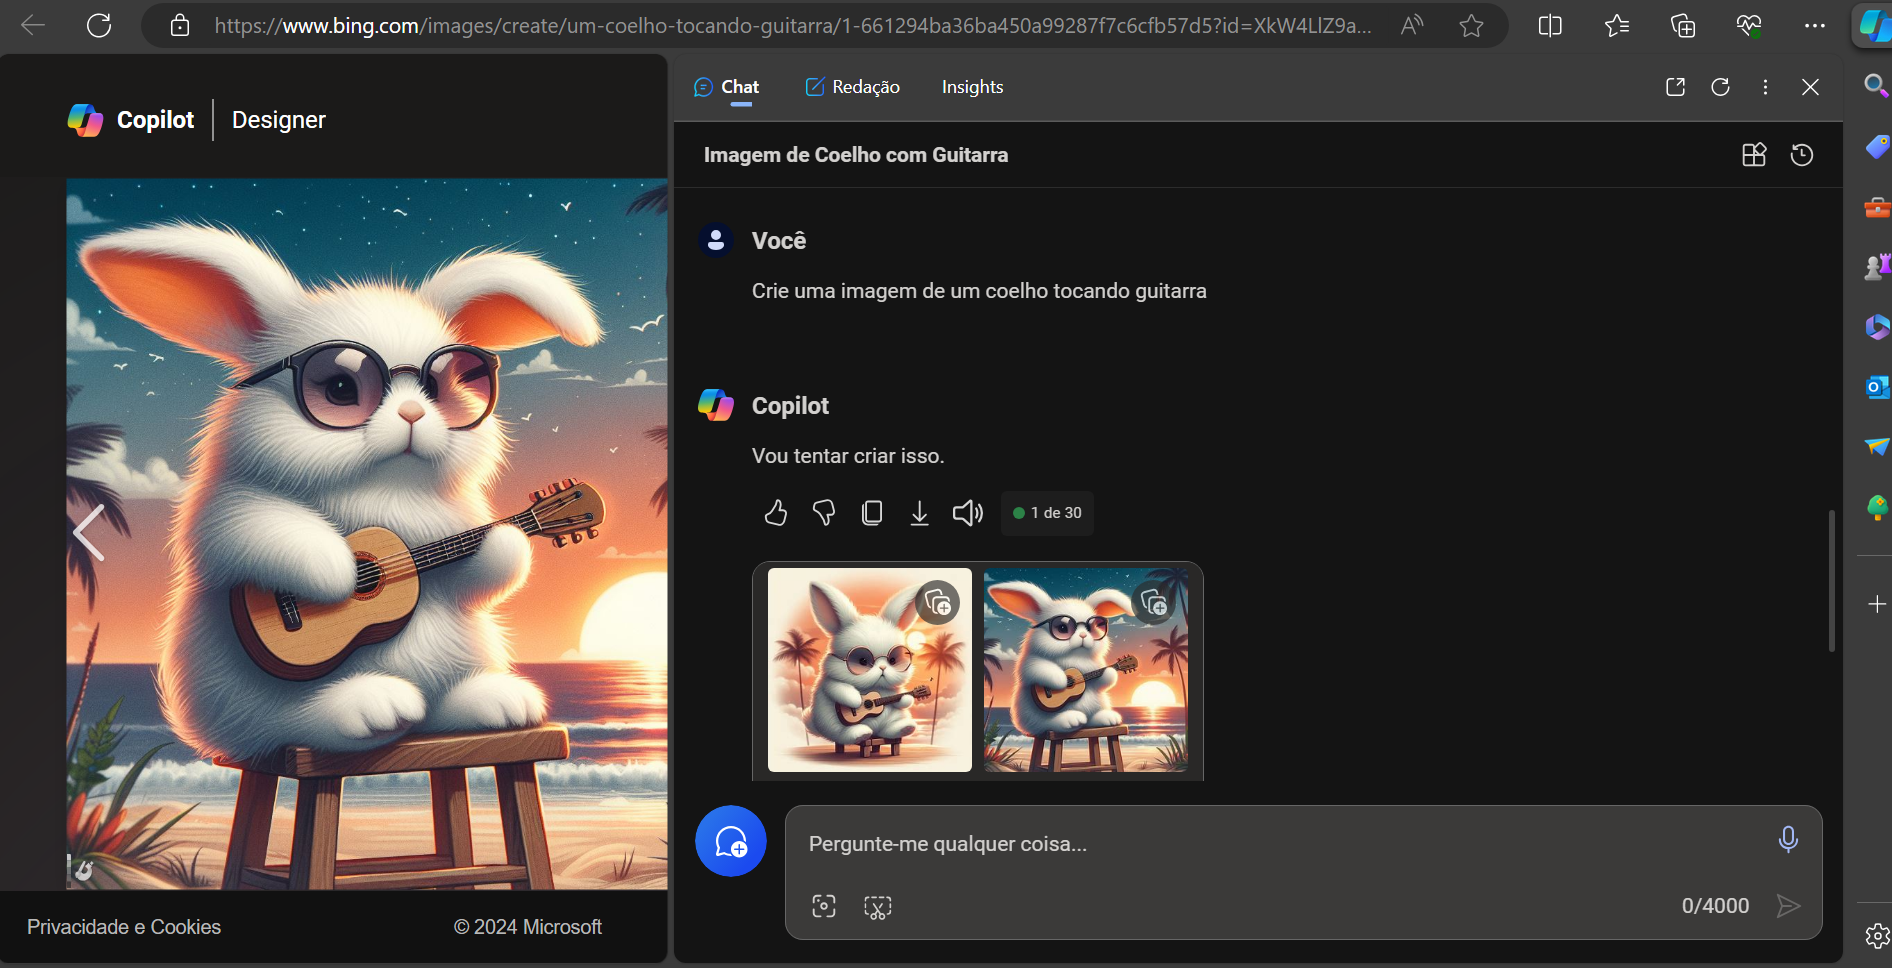 https://www.bing.com/images/create/um-coelho-tocando-guitarra/1-661294ba36ba450a99287f7c6cfb57d5?id=XkW4LlZ9a...
Copilot | Designer
Chat
Redação
Insights
Imagem de Coelho com Guitarra
Você
Crie uma imagem de um coelho tocando guitarra
Copilot
Vou tentar criar isso.
1 de 30
Pergunte-me qualquer coisa...
0/4000
Privacidade e Cookies
© 2024 Microsoft